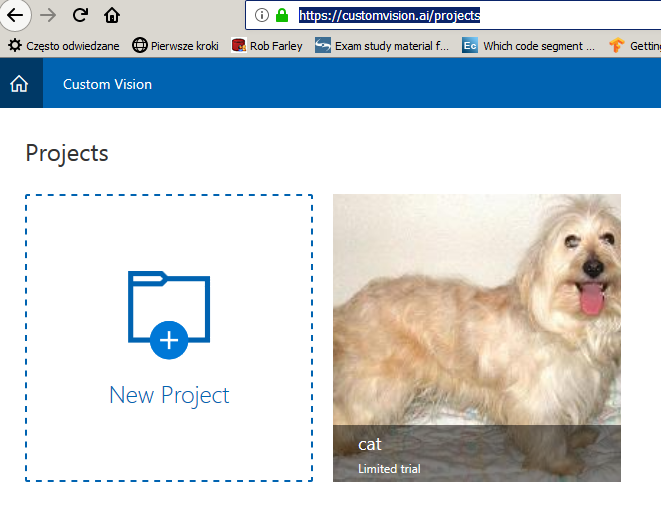 https://customvision.ai/projects
Często odwiedzane Pierwsze kroki Rob Farley Exam study material f... Ec Which code segment ... Getting
Custom Vision
Projects
New Project
cat
Limited trial